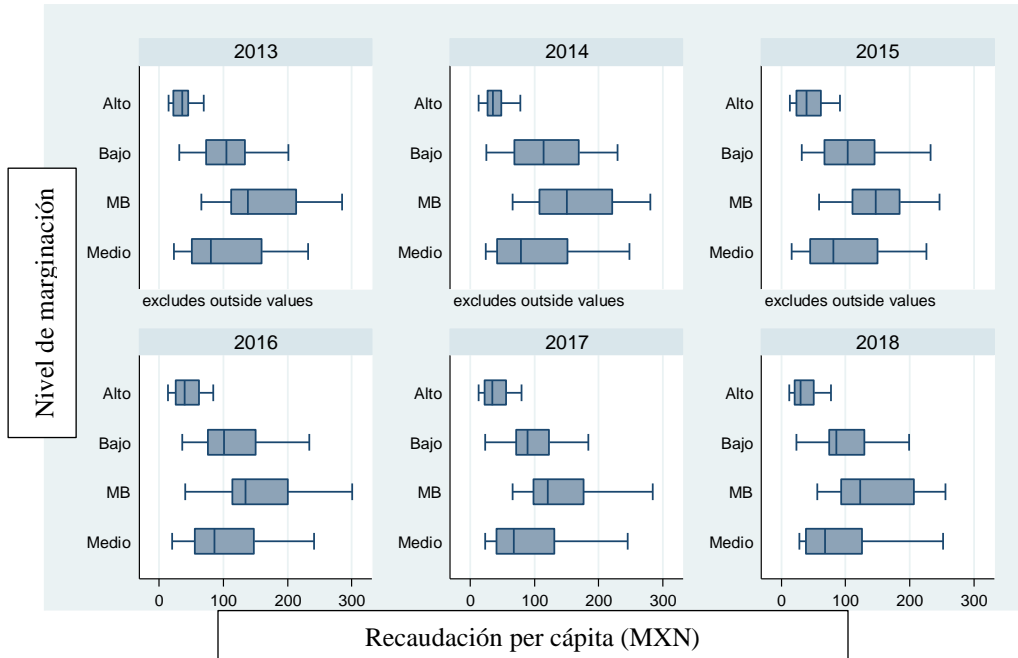 Nivel de marginación
2013
Alto
Bajo
MB
Medio
excludes outside values
2014
Alto
Bajo
MB
Medio
excludes outside values
2015
Alto
Bajo
MB
Medio
excludes outside values
2016
Alto
Bajo
MB
Medio
0 100 200 300
2017
Alto
Bajo
MB
Medio
0 100 200 300
2018
Alto
Bajo
MB
Medio
0 100 200 300
Recaudación per cápita (MXN)